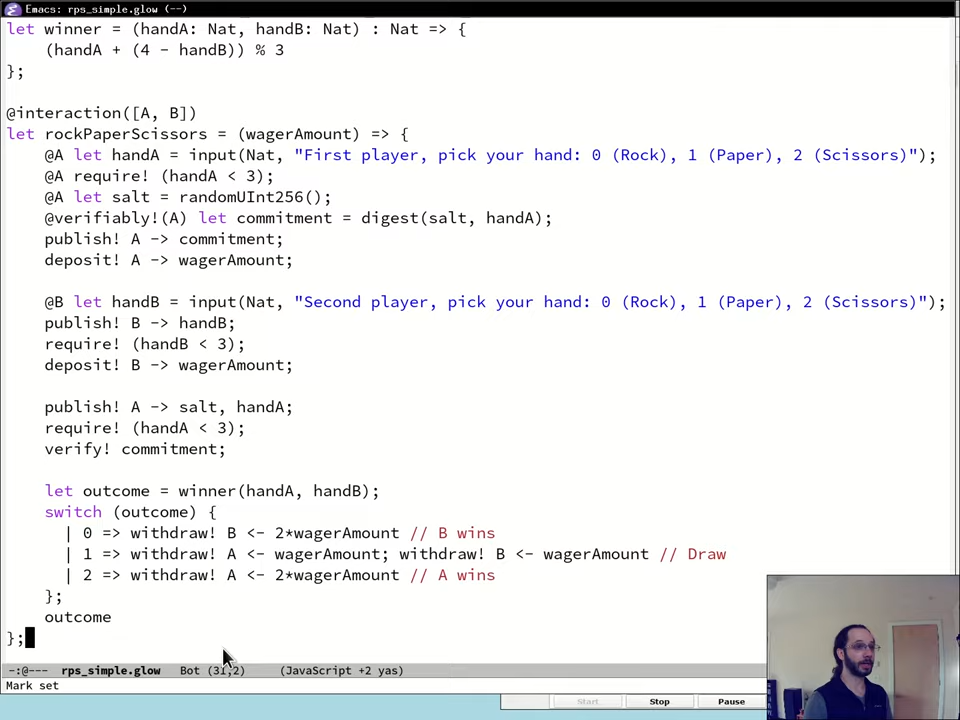 Emacs: rps_simple.glow (--)
let winner = (handA: Nat, handB: Nat) : Nat => {
    (handA + (4 - handB)) % 3
};

@interaction([A, B])
let rockPaperScissors = (wagerAmount) => {
    @A let handA = input(Nat, "First player, pick your hand: 0 (Rock), 1 (Paper), 2 (Scissors)");
    @A require! (handA < 3);
    @A let salt = randomUInt256();
    @verifiably!(A) let commitment = digest(salt, handA);
    publish! A -> commitment;
    deposit! A -> wagerAmount;

    @B let handB = input(Nat, "Second player, pick your hand: 0 (Rock), 1 (Paper), 2 (Scissors)");
    publish! B -> handB;
    require! (handB < 3);
    deposit! B -> wagerAmount;

    publish! A -> salt, handA;
    require! (handA < 3);
    verify! commitment;

    let outcome = winner(handA, handB);
    switch (outcome) {
      | 0 => withdraw! B <- 2*wagerAmount // B wins
      | 1 => withdraw! A <- wagerAmount; withdraw! B <- wagerAmount // Draw
      | 2 => withdraw! A <- 2*wagerAmount // A wins
    };
    outcome
};
-:@---  rps_simple.glow   Bot (31,2)     (JavaScript +2 yas)
Mark set
Start Stop Pause